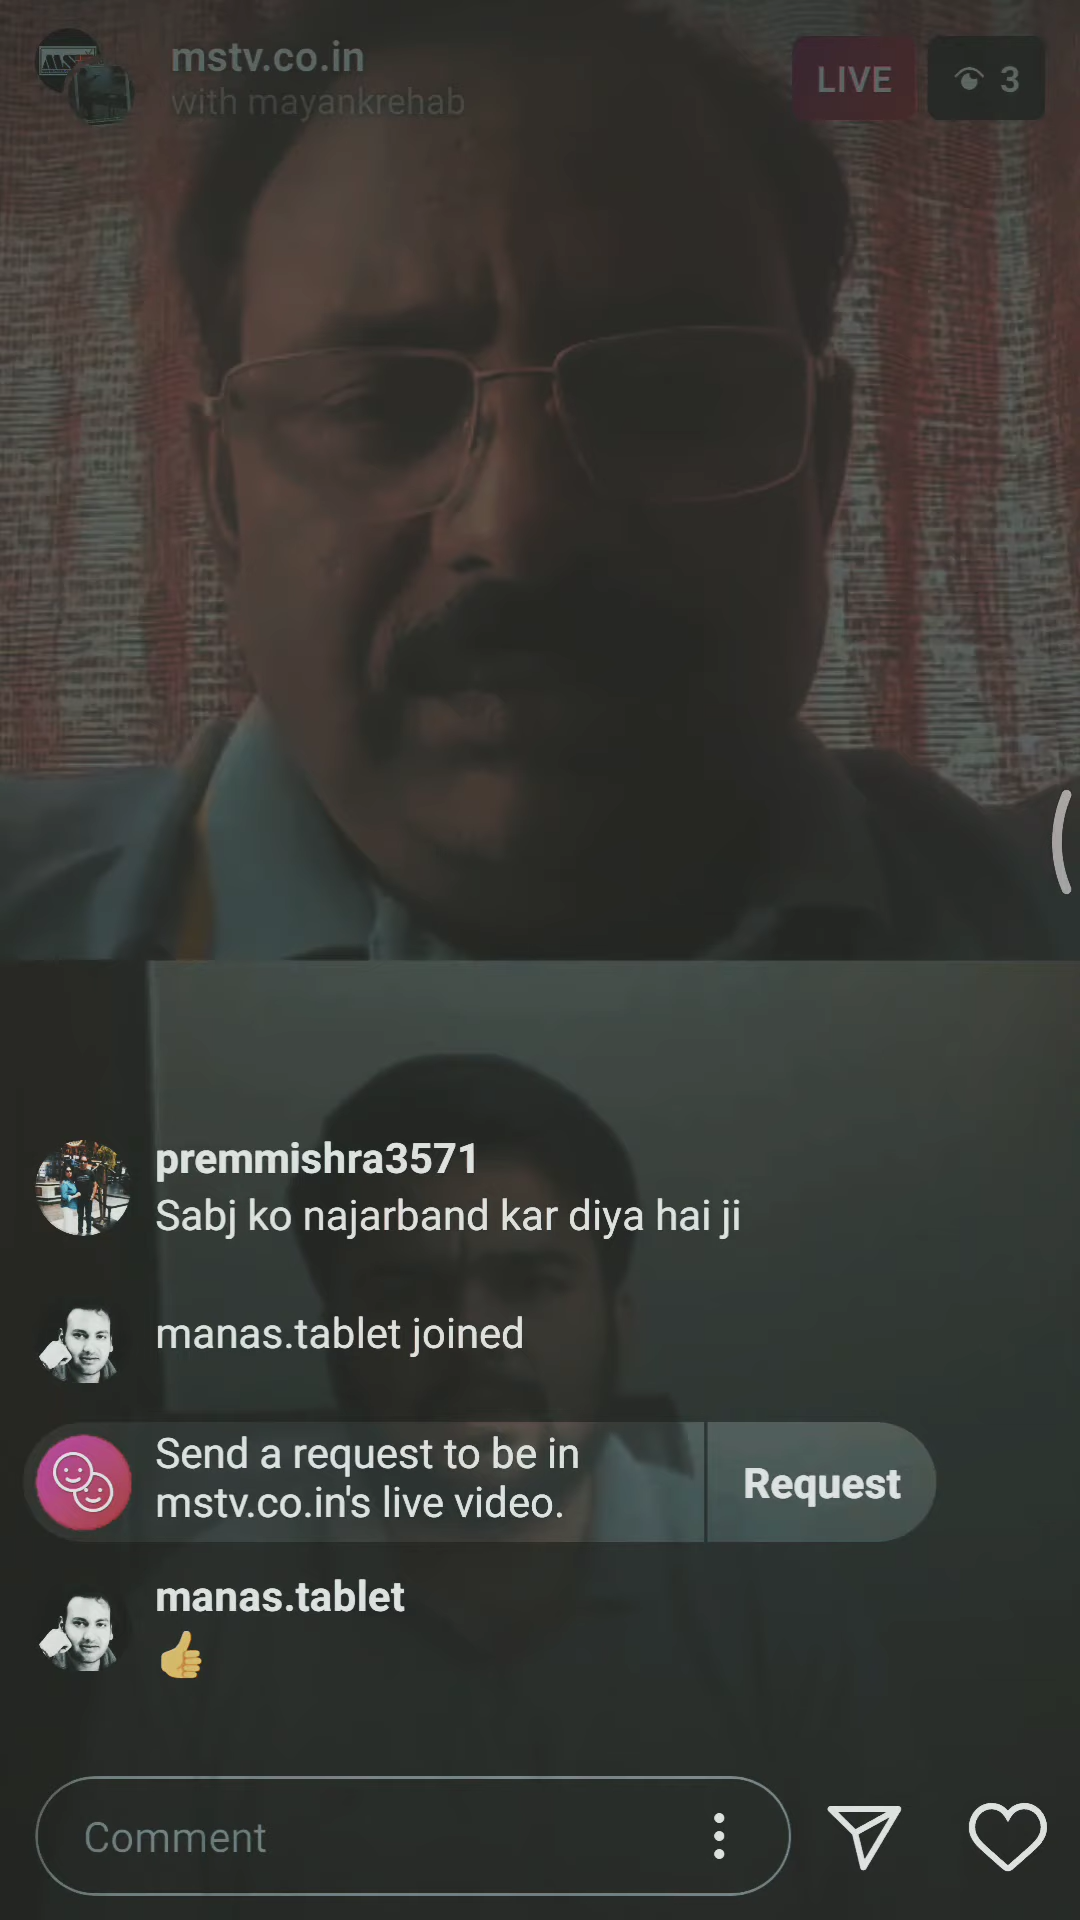 mstv.co.in
with mayankrehab
LIVE
3
premmishra3571
Sabj ko najarband kar diya hai ji
manas.tablet joined
Send a request to be in
mstv.co.in's live video.
Request
manas.tablet
👍
Comment